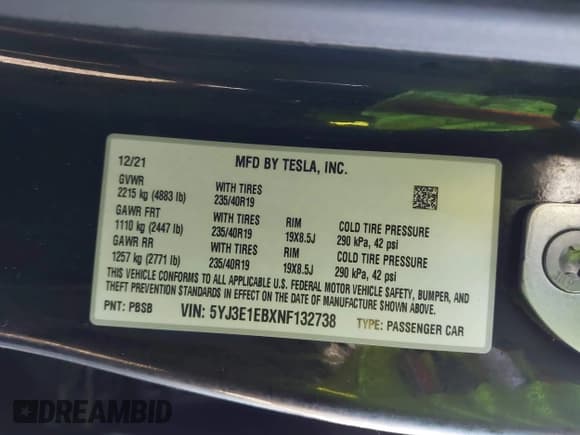 12/21 MFD BY TESLA, INC.
GVWR
2215 kg (4883 lb) WITH TIRES 235/40R19
GAWR FRT
1110 kg (2447 lb) WITH TIRES 235/40R19 RIM 19X8.5J COLD TIRE PRESSURE 290 kPa, 42 psi
GAWR RR
1257 kg (2771 lb) WITH TIRES 235/40R19 RIM 19X8.5J COLD TIRE PRESSURE 290 kPa, 42 psi
THIS VEHICLE CONFORMS TO ALL APPLICABLE U.S. FEDERAL MOTOR VEHICLE SAFETY, BUMPER, AND
THEFT PREVENTION STANDARDS IN EFFECT ON THE DATE OF MANUFACTURE SHOWN ABOVE.
PNT: PBSB VIN: 5YJ3E1EBXNF132738 TYPE: PASSENGER CAR
DREAMBID